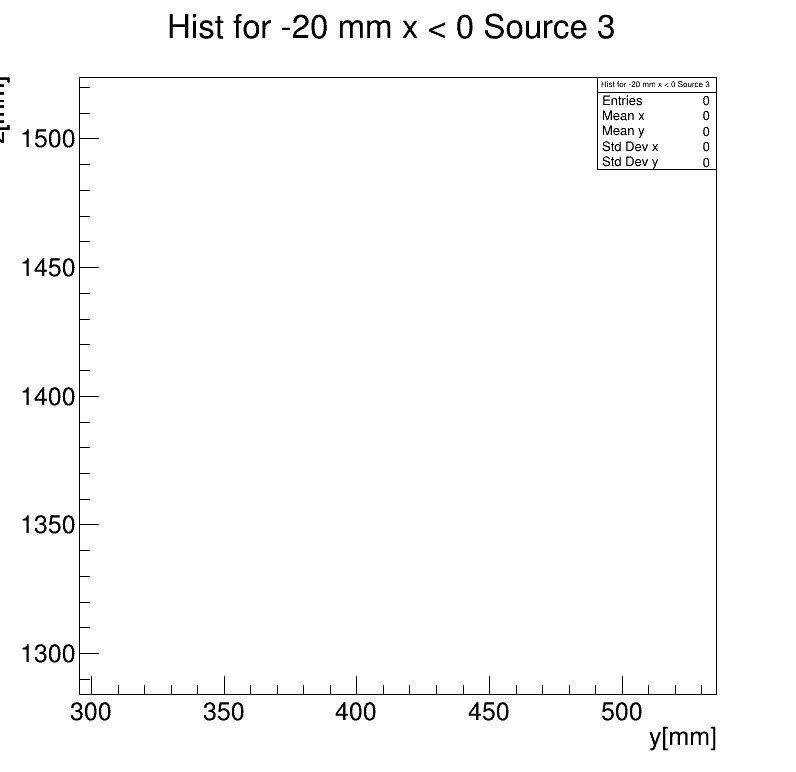 Hist for -20 mm x < 0 Source 3
z[mm]
Hist for -20 mm x < 0 Source 3
Entries 0
Mean x 0
Mean y 0
Std Dev x 0
Std Dev y 0
1500
1450
1400
1350
1300
300 350 400 450 500
y[mm]